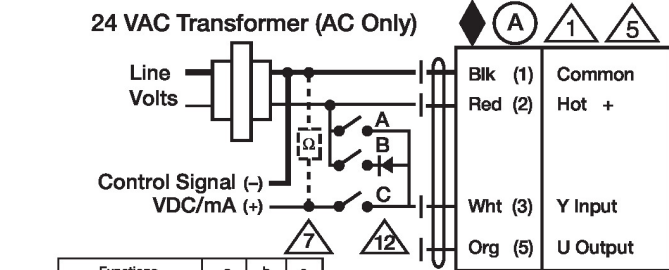 24 VAC Transformer (AC Only)
A
1
5
Line
Volts
Blk (1) Common
Red (2) Hot +
A
B
Ω
Control Signal (–)
VDC/mA (+)
C
Wht (3) Y Input
7
12
Org (5) U Output